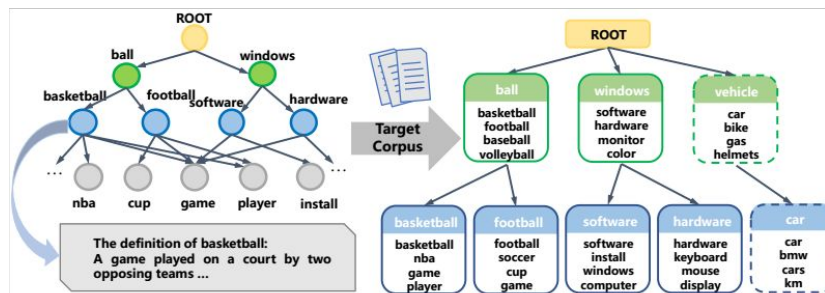 ROOT
ball
windows
basketball
football
software
hardware
...
...
nba
cup
game
player
install
The definition of basketball:
A game played on a court by two
opposing teams ...
Target
Corpus
ROOT
ball
basketball
football
baseball
volleyball
windows
software
hardware
monitor
color
vehicle
car
bike
gas
helmets
basketball
basketball
nba
game
player
football
football
soccer
cup
game
software
software
install
windows
computer
hardware
hardware
keyboard
mouse
display
car
car
bmw
cars
km